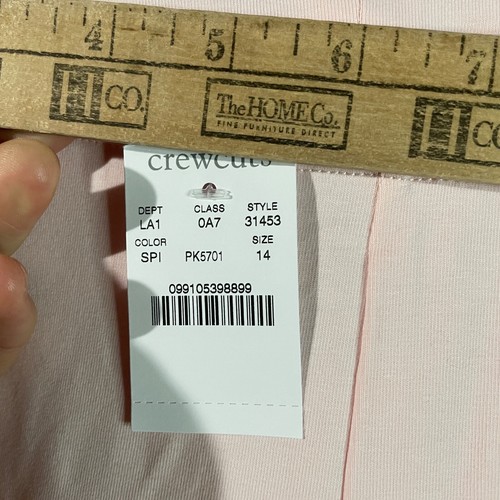 4 5 6 7
H CO.
The HOME Co.
FINE FURNITURE DIRECT
H CO
crewcuts
DEPT CLASS STYLE
LA1 0A7 31453
COLOR SIZE
SPI PK5701 14
099105398899